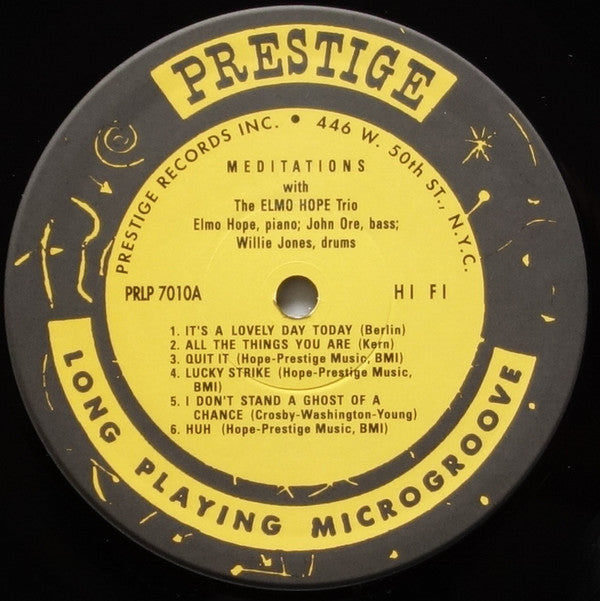 PRESTIGE
PRESTIGE RECORDS INC. • 446 W. 50th ST., N.Y.C.
MEDITATIONS
with
The ELMO HOPE Trio
Elmo Hope, piano; John Ore, bass;
Willie Jones, drums
PRLP 7010A HI FI
1. IT'S A LOVELY DAY TODAY (Berlin)
2. ALL THE THINGS YOU ARE (Kern)
3. QUIT IT (Hope-Prestige Music, BMI)
4. LUCKY STRIKE (Hope-Prestige Music,
BMI)
5. I DON'T STAND A GHOST OF A
CHANCE (Crosby-Washington-Young)
6. HUH (Hope-Prestige Music, BMI)
LONG PLAYING MICROGROOVE